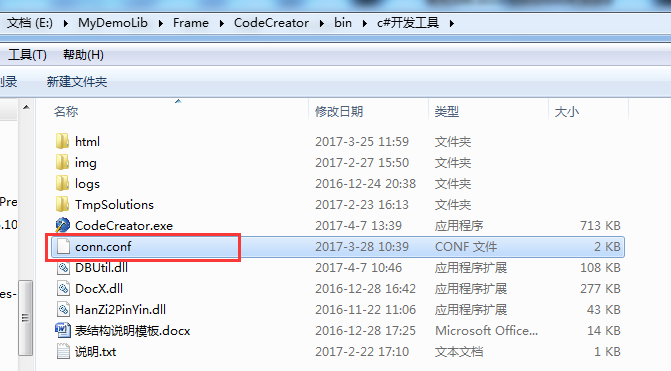 文档 (E:) ▸ MyDemoLib ▸ Frame ▸ CodeCreator ▸ bin ▸ c#开发工具 ▸
工具(T) 帮助(H)
新建文件夹
名称 修改日期 类型 大小
html 2017-3-25 11:59 文件夹
img 2017-2-27 15:50 文件夹
logs 2016-12-24 20:38 文件夹
TmpSolutions 2017-2-23 16:13 文件夹
CodeCreator.exe 2017-4-7 13:39 应用程序 713 KB
conn.conf 2017-3-28 10:39 CONF 文件 2 KB
DBUtil.dll 2017-4-7 10:46 应用程序扩展 108 KB
DocX.dll 2016-12-28 16:42 应用程序扩展 277 KB
HanZi2PinYin.dll 2016-11-22 11:06 应用程序扩展 43 KB
表结构说明模板.docx 2016-12-28 17:25 Microsoft Office... 14 KB
说明.txt 2017-2-22 17:10 文本文档 1 KB